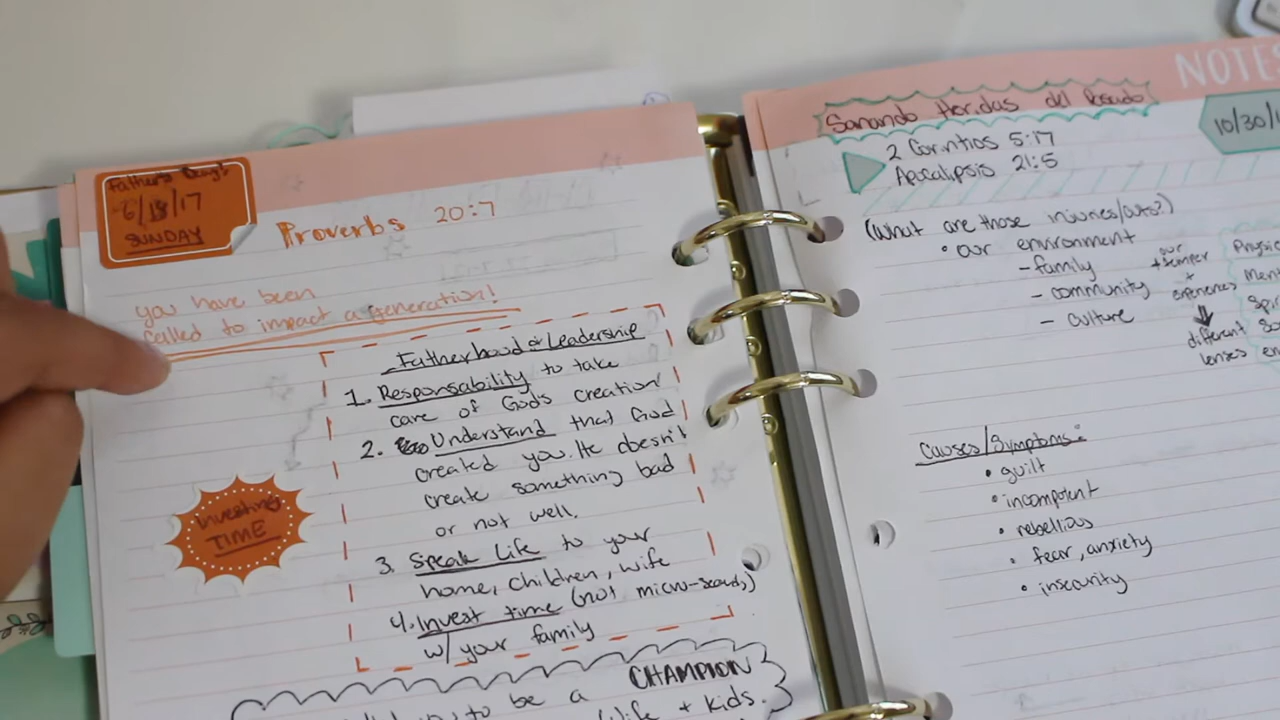 Father's Day!
6/18/17
SUNDAY
Proverbs 20:7
you have been
called to impact a generation!
Fatherhood & Leadership
1. Responsability to take
care of Gods creation
2. Understand that God
created you. He doesn't
create something bad
or not well.
3. Speak Life to your
home, children, wife
4. Invest time (not micro-seconds)
w/ your family
Investing
TIME
CHAMPION
to be a
wife + kids.
NOTES
Sanando Heridas del Pasado
10/30/1
2 Corintios 5:17
Apocalipsis 21:5
(What are those injuries/cuts?)
• our environment
- family
- community
- culture
our
+
experiences
different
lenses
Causes/Symptoms:
• guilt
• incompetent
• rebellious
• fear, anxiety
• insecurity